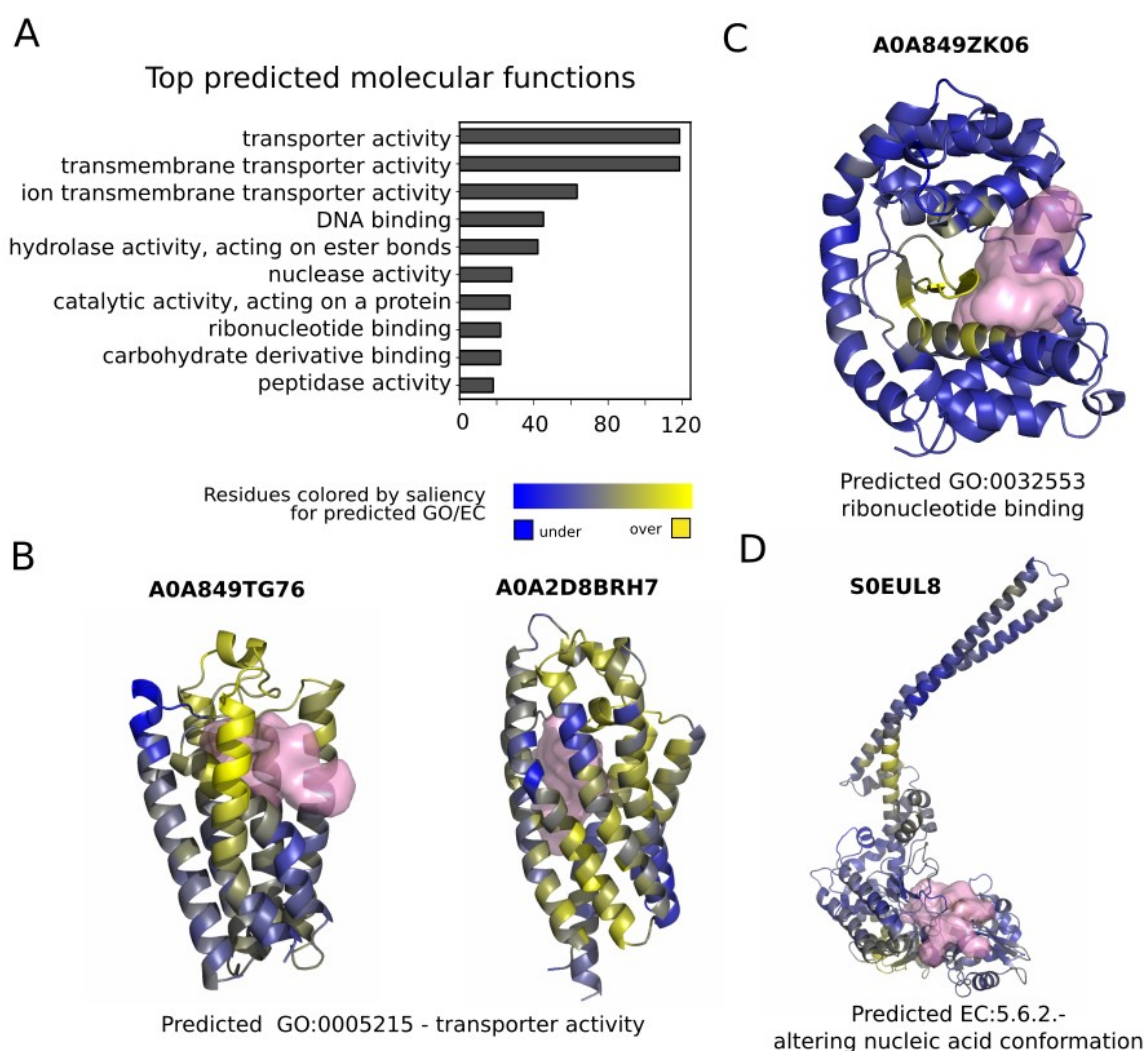 A
Top predicted molecular functions
transporter activity
transmembrane transporter activity
ion transmembrane transporter activity
DNA binding
hydrolase activity, acting on ester bonds
nuclease activity
catalytic activity, acting on a protein
ribonucleotide binding
carbohydrate derivative binding
peptidase activity
0 40 80 120
Residues colored by saliency
for predicted GO/EC
under over
C
A0A849ZK06
Predicted GO:0032553
ribonucleotide binding
B
A0A849TG76 A0A2D8BRH7
Predicted GO:0005215 - transporter activity
D
S0EUL8
Predicted EC:5.6.2.-
altering nucleic acid conformation